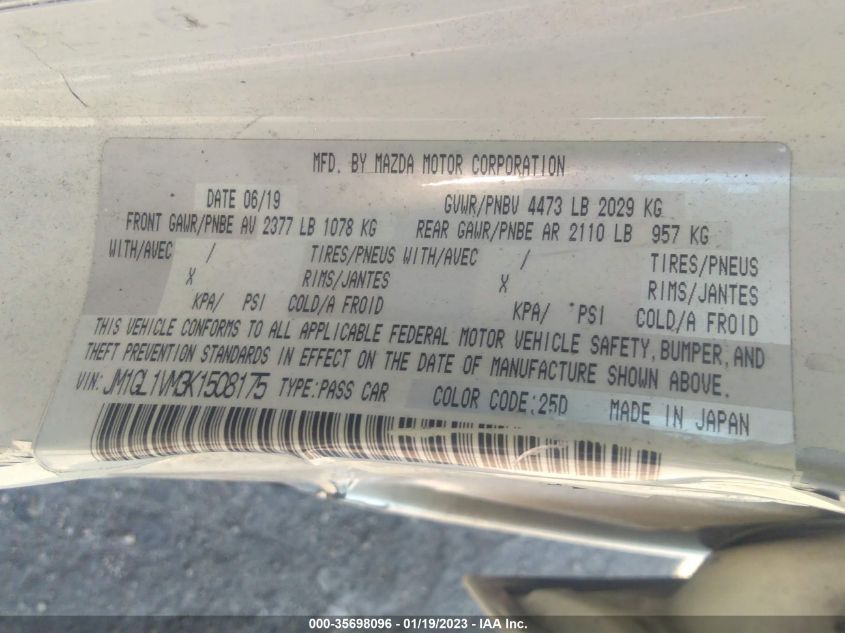 MFD. BY MAZDA MOTOR CORPORATION
DATE 06/19 GVWR/PNBV 4473 LB 2029 KG
FRONT GAWR/PNBE AV 2377 LB 1078 KG REAR GAWR/PNBE AR 2110 LB 957 KG
WITH/AVEC / TIRES/PNEUS WITH/AVEC / TIRES/PNEUS
X RIMS/JANTES X RIMS/JANTES
KPA/ PSI COLD/A FROID KPA/ PSI COLD/A FROID
THIS VEHICLE CONFORMS TO ALL APPLICABLE FEDERAL MOTOR VEHICLE SAFETY, BUMPER, AND
THEFT PREVENTION STANDARDS IN EFFECT ON THE DATE OF MANUFACTURE SHOWN ABOVE.
VIN: JM1GL1VM3K1508175 TYPE:PASS CAR COLOR CODE:25D MADE IN JAPAN
000-35698096 - 01/19/2023 - IAA Inc.